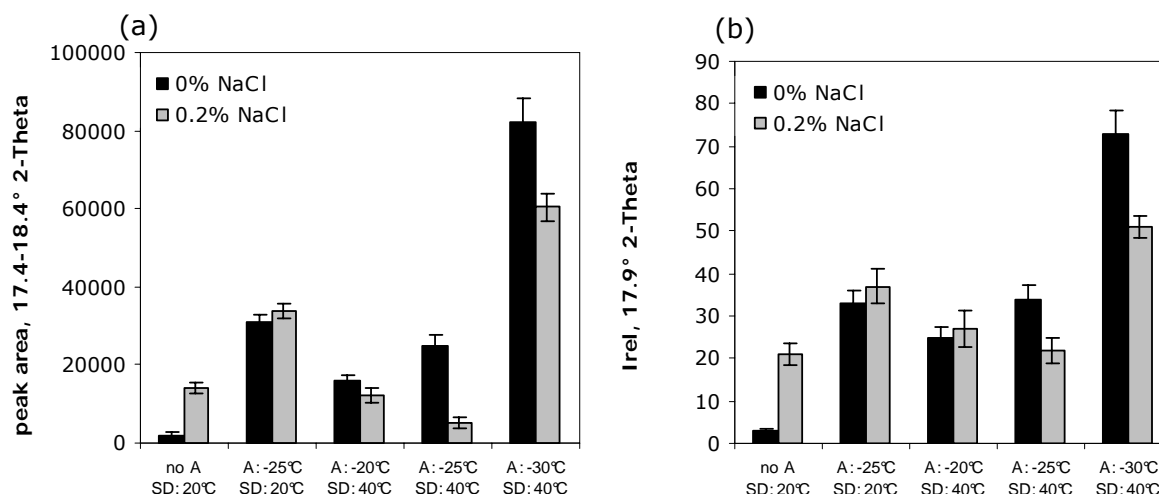 (a)
peak area, 17.4-18.4° 2-Theta
100000
80000
60000
40000
20000
0
0% NaCl
0.2% NaCl
no A A:-25°C A:-20°C A:-25°C A:-30°C
SD:20°C SD:20°C SD:40°C SD:40°C SD:40°C
(b)
Irel, 17.9° 2-Theta
90
80
70
60
50
40
30
20
10
0
0% NaCl
0.2% NaCl
no A A:-25°C A:-20°C A:-25°C A:-30°C
SD:20°C SD:20°C SD:40°C SD:40°C SD:40°C